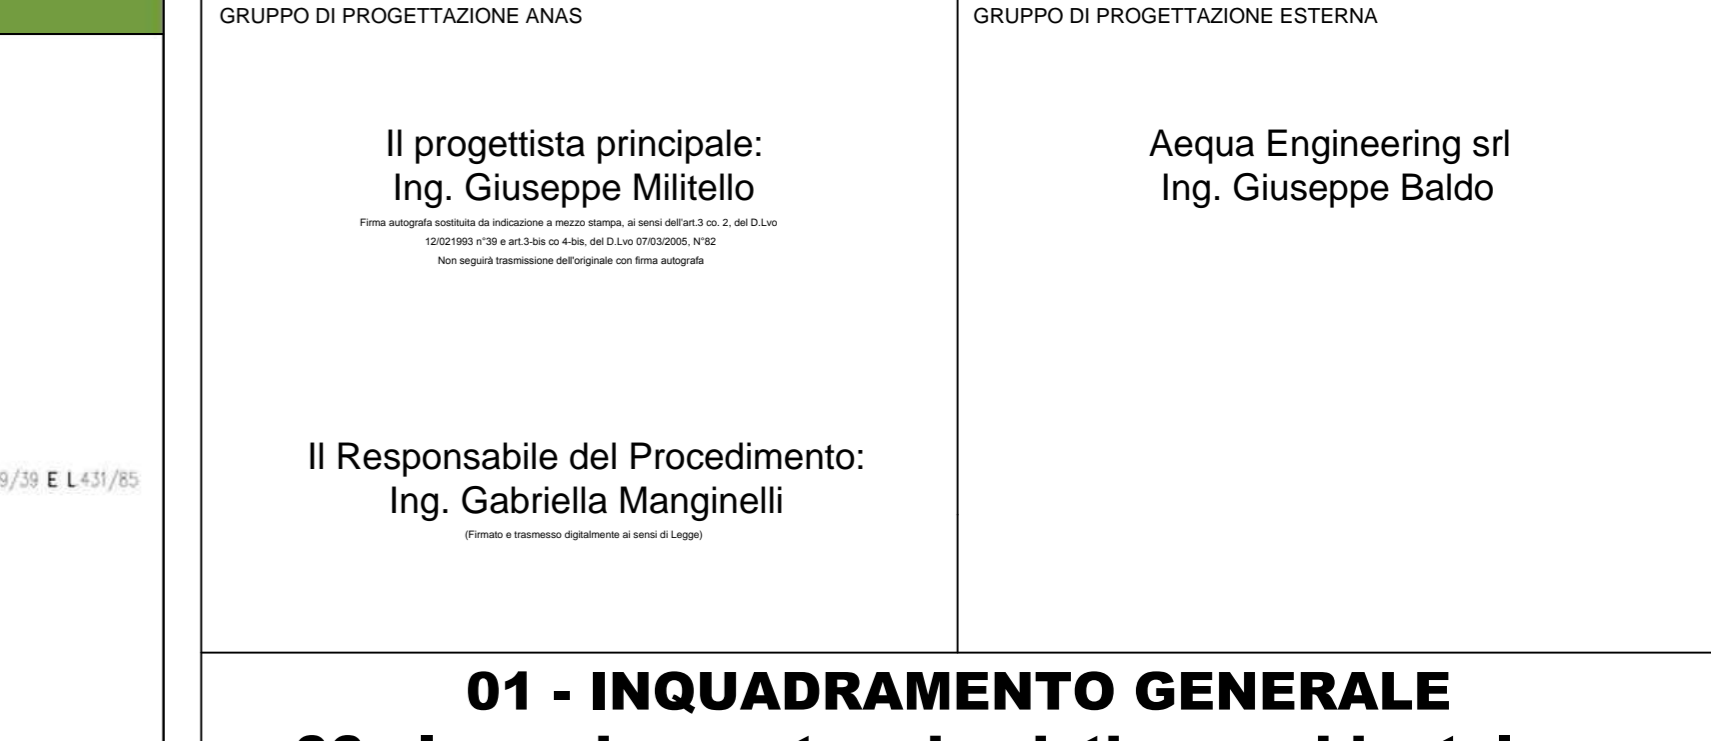 GRUPPO DI PROGETTAZIONE ANAS
Il progettista principale:
Ing. Giuseppe Militello
Firma autografa sostituita da indicazione a mezzo stampa, ai sensi dell'art.3 co. 2, del D.Lvo
12/021993 n°39 e art.3-bis co 4-bis, del D.Lvo 07/03/2005, N°82
Non seguirà trasmissione dell'originale con firma autografa
Il Responsabile del Procedimento:
Ing. Gabriella Manginelli
(Firmato e trasmesso digitalmente ai sensi di Legge)
GRUPPO DI PROGETTAZIONE ESTERNA
Aequa Engineering srl
Ing. Giuseppe Baldo
9/39 E L431/85
01 - INQUADRAMENTO GENERALE